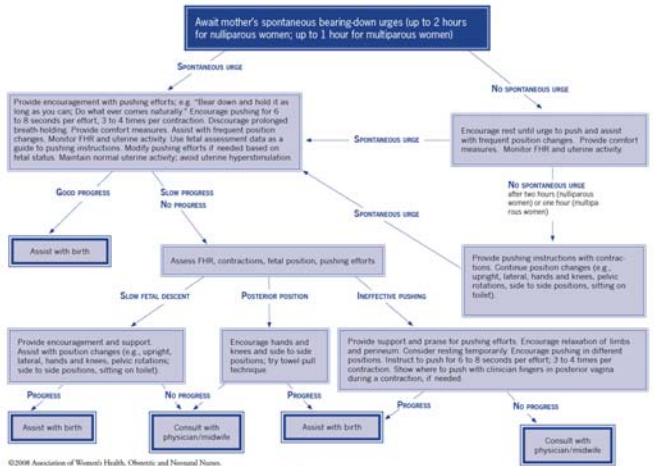 Await mother's spontaneous bearing-down urges (up to 2 hours
for nulliparous women; up to 1 hour for multiparous women)
SPONTANEOUS URGE
NO SPONTANEOUS URGE
Provide encouragement with pushing efforts; e.g. "Bear down and hold it as
long as you can; Do what ever comes naturally." Encourage pushing for 6
to 8 seconds per effort, 3 to 4 times per contraction. Discourage prolonged
breath-holding. Provide comfort measures. Assist with frequent position
changes. Monitor FHR and uterine activity. Use fetal assessment data as a
guide to pushing instructions. Modify pushing efforts if needed based on
fetal status. Maintain normal uterine activity; avoid uterine hyperstimulation.
SPONTANEOUS URGE
Encourage rest until urge to push and assist
with frequent position changes. Provide comfort
measures. Monitor FHR and uterine activity.
GOOD PROGRESS
SLOW PROGRESS
NO PROGRESS
SPONTANEOUS URGE
NO SPONTANEOUS URGE
after two hours (nulliparous
women) or one hour (multipa
rous women)
Assist with birth
Assess FHR, contractions, fetal position, pushing efforts
Provide pushing instructions with contrac-
tions. Continue position changes (e.g.,
upright, lateral, hands and knees, pelvic
rotations, side to side positions, sitting on
toilet).
SLOW FETAL DESCENT
POSTERIOR POSITION
INEFFECTIVE PUSHING
Provide encouragement and support.
Assist with position changes (e.g., upright,
lateral, hands and knees, pelvic rotations;
side to side positions, sitting on toilet).
Encourage hands and
knees and side to side
positions; try towel pull
technique.
Provide support and praise for pushing efforts. Encourage relaxation of limbs
and perineum. Consider resting temporarily. Encourage pushing in different
positions. Instruct to push for 6 to 8 seconds per effort; 3 to 4 times per
contraction. Show where to push with clinician fingers in posterior vagina
during a contraction, if needed.
PROGRESS
NO PROGRESS
PROGRESS
PROGRESS
NO PROGRESS
Assist with birth
Consult with
physician/midwife
Assist with birth
Consult with
physician/midwife
©2008 Association of Women's Health, Obstetric and Neonatal Nurses.